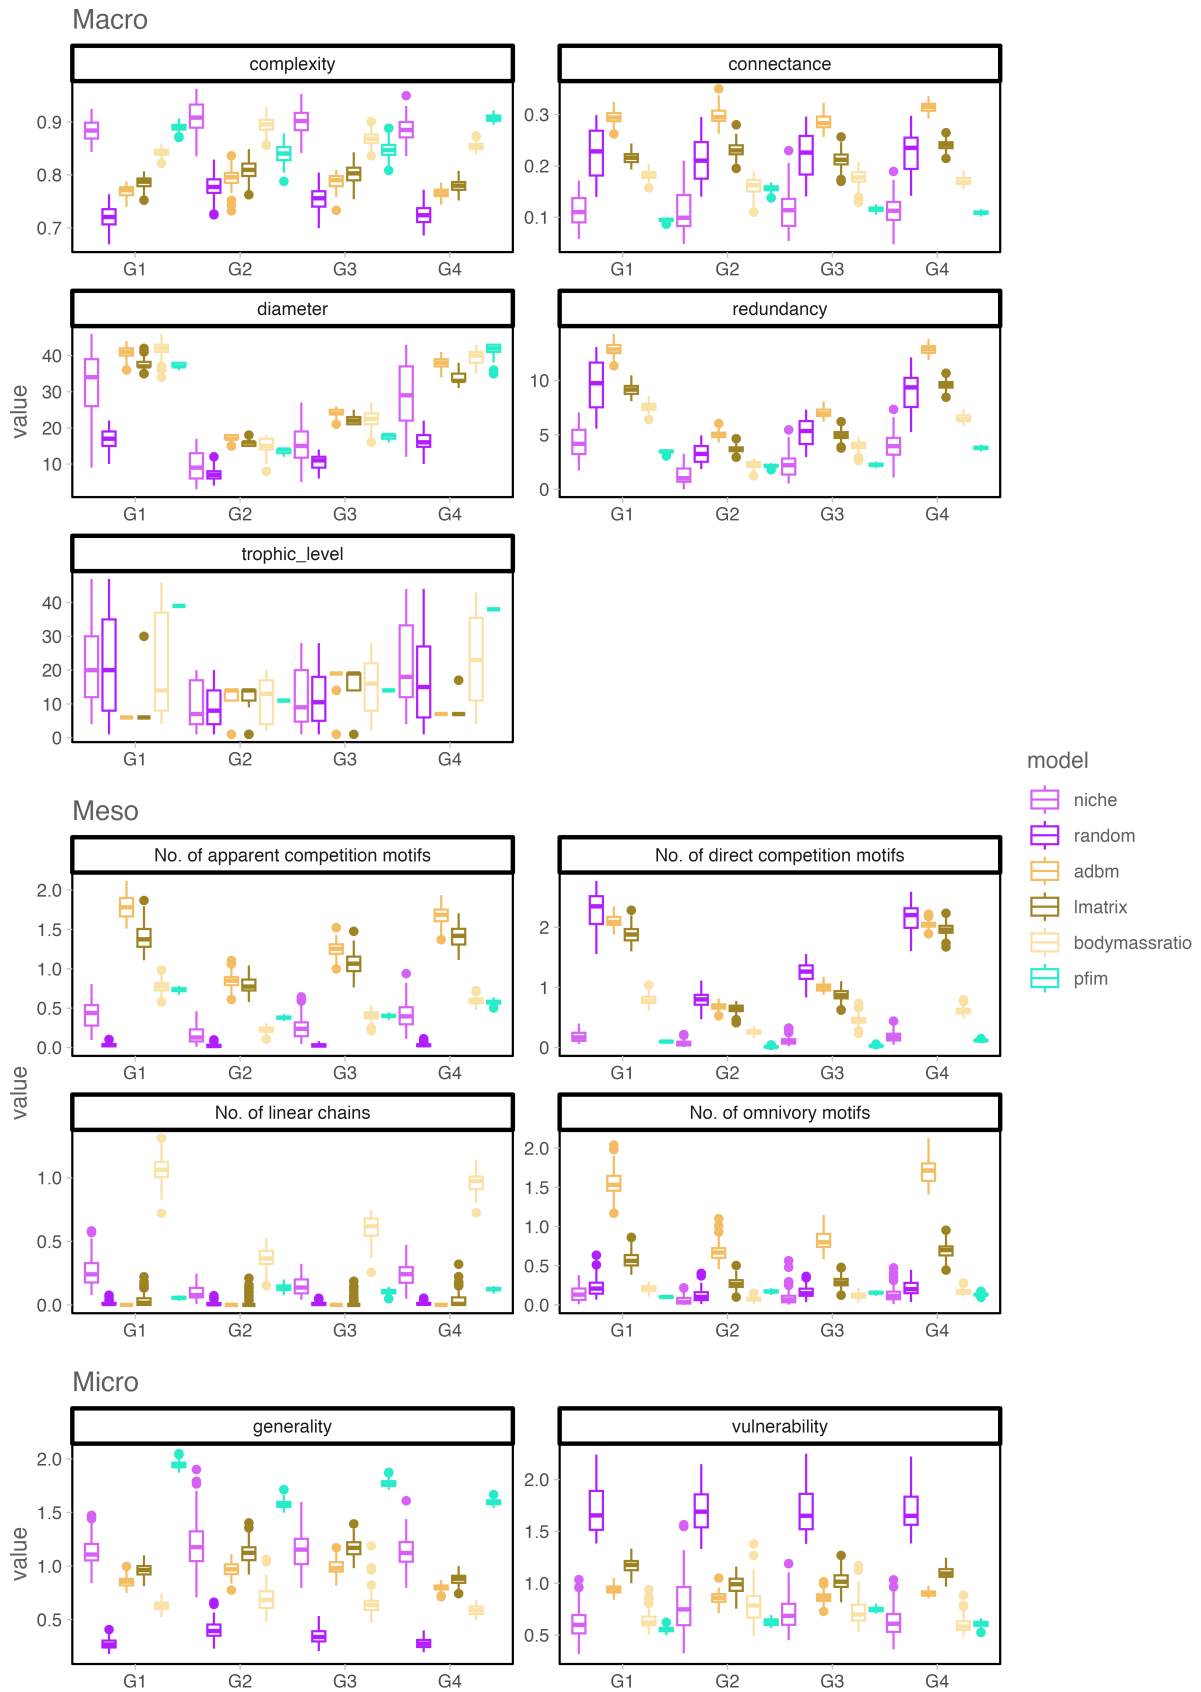 Macro
complexity
connectance
0.9
0.8
0.7
G1 G2 G3 G4
0.3
0.2
0.1
G1 G2 G3 G4
diameter
redundancy
40
30
20
10
G1 G2 G3 G4
10
5
0
G1 G2 G3 G4
value
trophic_level
40
30
20
10
0
G1 G2 G3 G4
model
niche
random
adbm
lmatrix
bodymassratio
pfim
Meso
No. of apparent competition motifs
No. of direct competition motifs
2.0
1.5
1.0
0.5
0.0
G1 G2 G3 G4
2
1
0
G1 G2 G3 G4
value
No. of linear chains
No. of omnivory motifs
1.0
0.5
0.0
G1 G2 G3 G4
2.0
1.5
1.0
0.5
0.0
G1 G2 G3 G4
Micro
generality
vulnerability
value
2.0
1.5
1.0
0.5
G1 G2 G3 G4
2.0
1.5
1.0
0.5
G1 G2 G3 G4